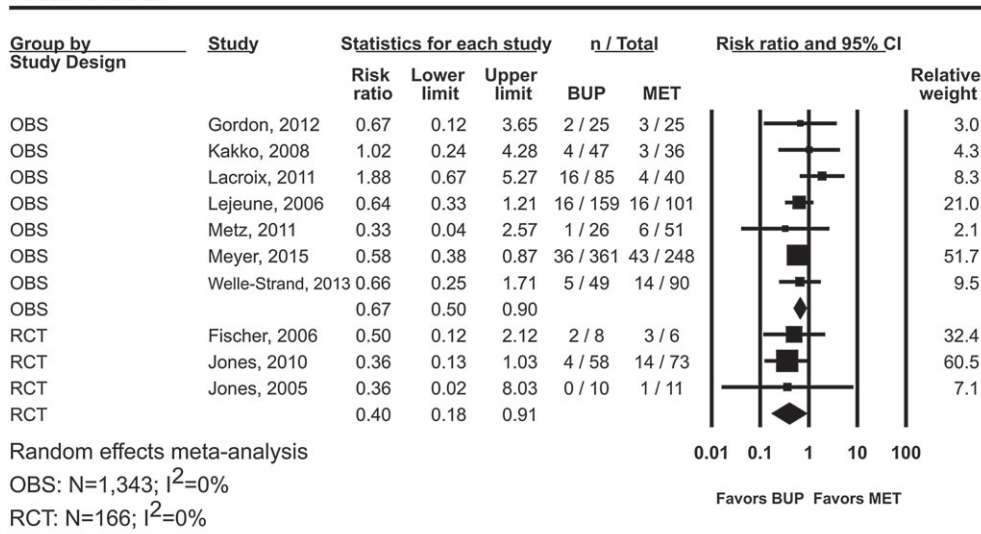 Group by Study Statistics for each study n / Total Risk ratio and 95% CI
Study Design
Risk ratio Lower limit Upper limit BUP MET Relative weight
OBS Gordon, 2012 0.67 0.12 3.65 2 / 25 3 / 25 3.0
OBS Kakko, 2008 1.02 0.24 4.28 4 / 47 3 / 36 4.3
OBS Lacroix, 2011 1.88 0.67 5.27 16 / 85 4 / 40 8.3
OBS Lejeune, 2006 0.64 0.33 1.21 16 / 159 16 / 101 21.0
OBS Metz, 2011 0.33 0.04 2.57 1 / 26 6 / 51 2.1
OBS Meyer, 2015 0.58 0.38 0.87 36 / 361 43 / 248 51.7
OBS Welle-Strand, 2013 0.66 0.25 1.71 5 / 49 14 / 90 9.5
OBS 0.67 0.50 0.90
RCT Fischer, 2006 0.50 0.12 2.12 2 / 8 3 / 6 32.4
RCT Jones, 2010 0.36 0.13 1.03 4 / 58 14 / 73 60.5
RCT Jones, 2005 0.36 0.02 8.03 0 / 10 1 / 11 7.1
RCT 0.40 0.18 0.91
Random effects meta-analysis 0.01 0.1 1 10 100
OBS: N=1,343; I²=0%
Favors BUP Favors MET
RCT: N=166; I²=0%